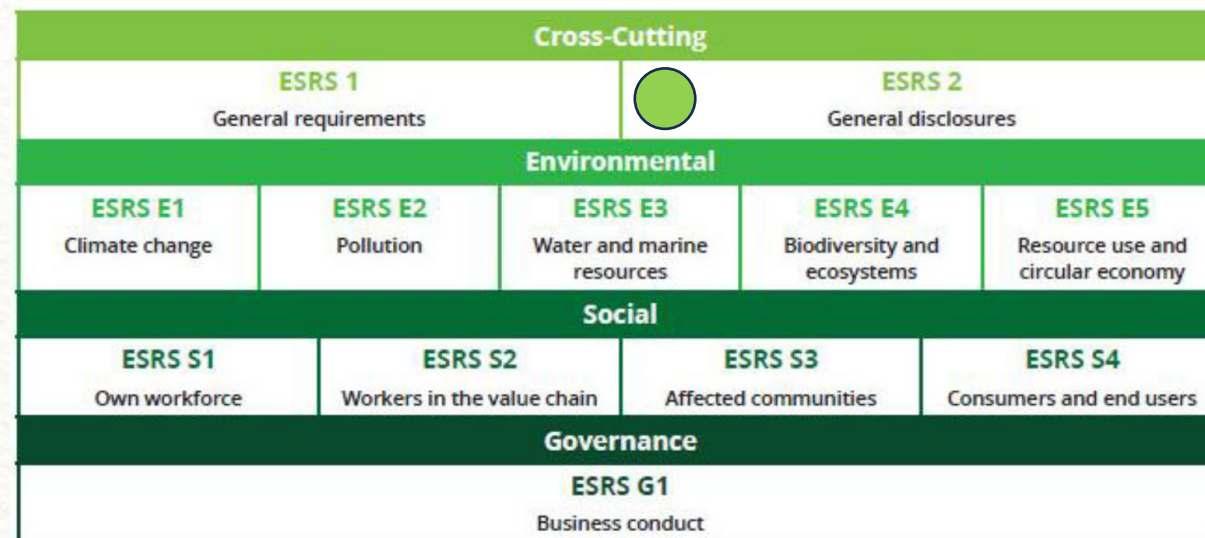 Cross-Cutting
ESRS 1 ESRS 2
General requirements General disclosures
Environmental
ESRS E1 ESRS E2 ESRS E3 ESRS E4 ESRS E5
Climate change Pollution Water and marine Biodiversity and Resource use and
resources ecosystems circular economy
Social
ESRS S1 ESRS S2 ESRS S3 ESRS S4
Own workforce Workers in the value chain Affected communities Consumers and end users
Governance
ESRS G1
Business conduct